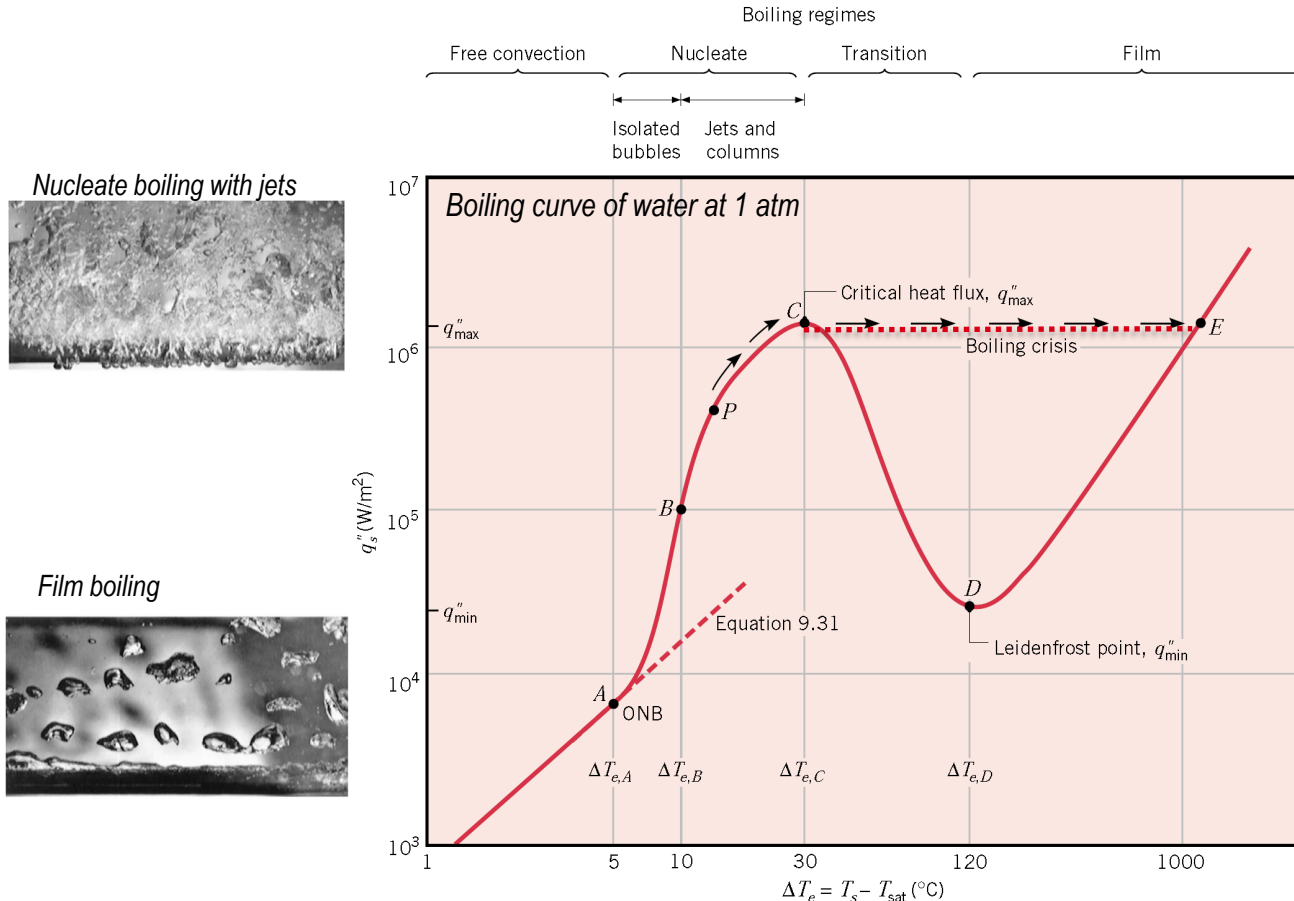 Boiling regimes
Free convection
Nucleate
Transition
Film
Isolated
bubbles
Jets and
columns
Nucleate boiling with jets
Film boiling
Boiling curve of water at 1 atm
Critical heat flux, q″max
C
E
Boiling crisis
P
B
D
Equation 9.31
Leidenfrost point, q″min
A
ONB
ΔTe,A
ΔTe,B
ΔTe,C
ΔTe,D
10⁷
q″max
10⁶
10⁵
q″min
10⁴
10³
qs″ (W/m²)
1
5
10
30
120
1000
ΔTe = Ts – Tsat (°C)